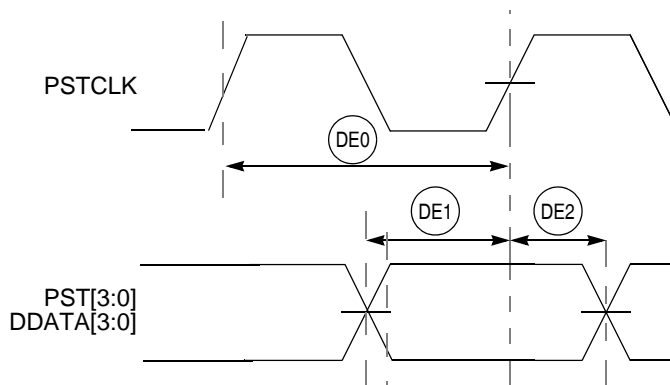 PSTCLK
DE0
DE1
DE2
PST[3:0]
DDATA[3:0]